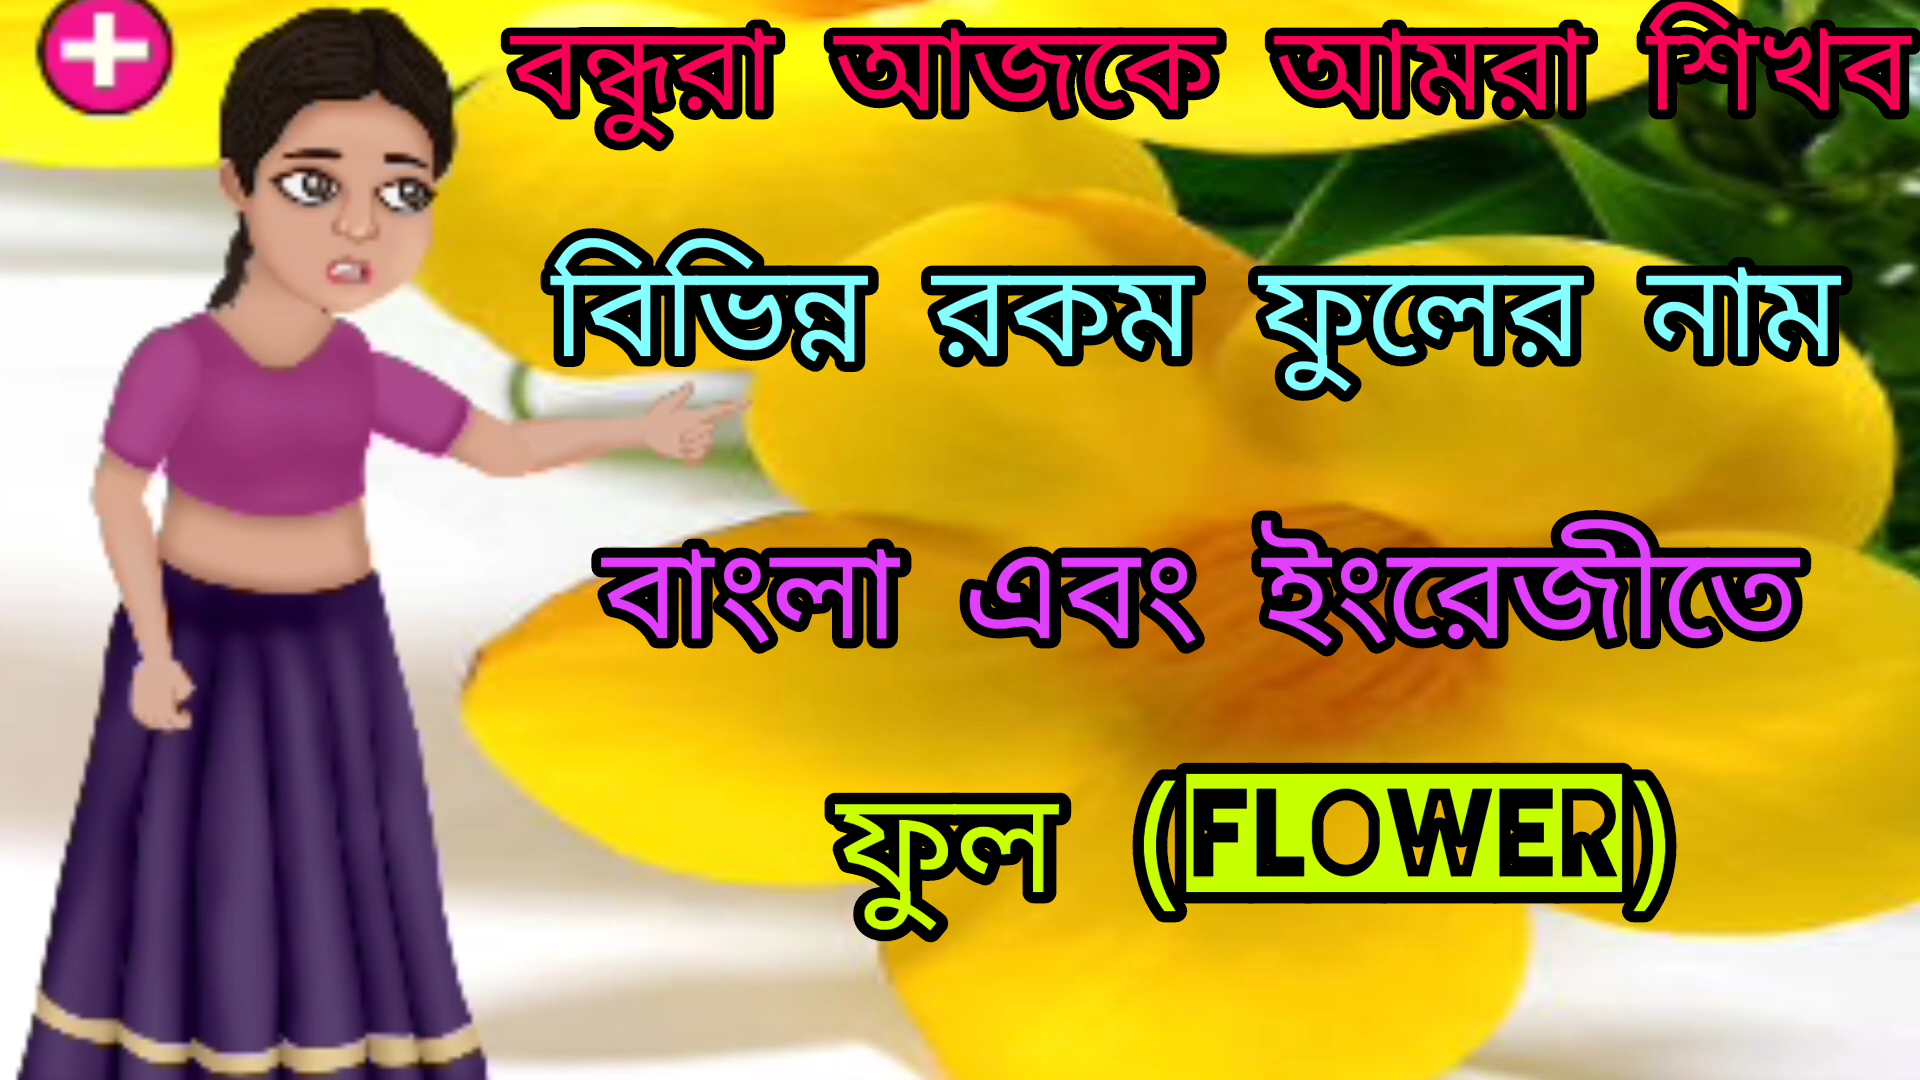 বন্ধুরা আজকে আমরা শিখব
বিভিন্ন রকম ফুলের নাম
বাংলা এবং ইংরেজীতে
ফুল (FLOWER)